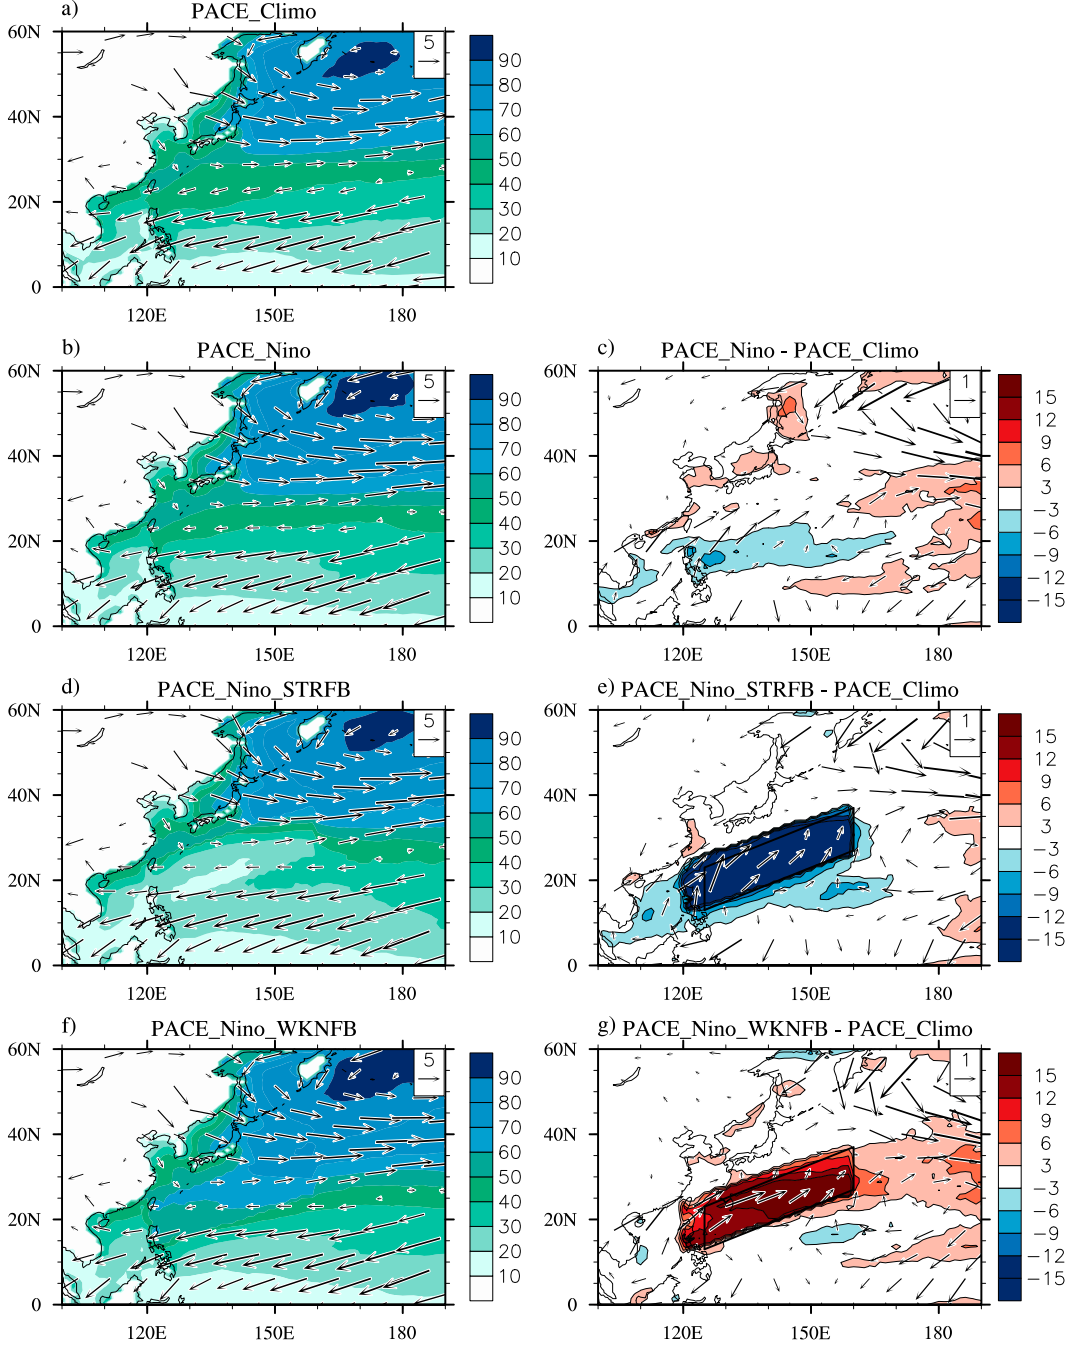 a) PACE_Climo
60N
40N
20N
0
120E 150E 180
5
90
80
70
60
50
40
30
20
10
b) PACE_Nino
60N
40N
20N
0
120E 150E 180
5
90
80
70
60
50
40
30
20
10
c) PACE_Nino - PACE_Climo
60N
40N
20N
0
120E 150E 180
1
15
12
9
6
3
−3
−6
−9
−12
−15
d) PACE_Nino_STRFB
60N
40N
20N
0
120E 150E 180
5
90
80
70
60
50
40
30
20
10
e) PACE_Nino_STRFB - PACE_Climo
60N
40N
20N
0
120E 150E 180
1
15
12
9
6
3
−3
−6
−9
−12
−15
f) PACE_Nino_WKNFB
60N
40N
20N
0
120E 150E 180
5
90
80
70
60
50
40
30
20
10
g) PACE_Nino_WKNFB - PACE_Climo
60N
40N
20N
0
120E 150E 180
1
15
12
9
6
3
−3
−6
−9
−12
−15